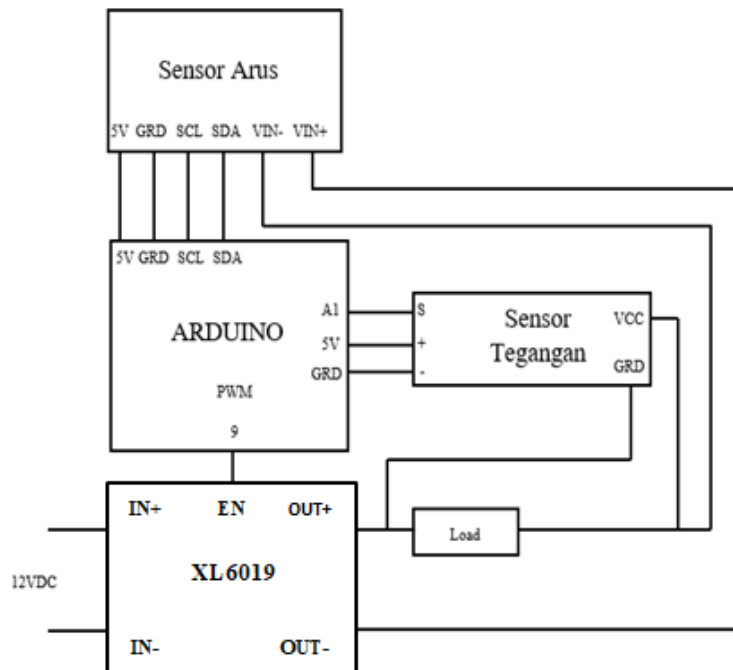 Sensor Arus
5V GRD SCL SDA VIN- VIN+
5V GRD SCL SDA
ARDUINO
A1
5V
GRD
PWM
9
S
+
-
Sensor
Tegangan
VCC
GRD
IN+ EN OUT+
XL6019
IN- OUT-
12VDC
Load